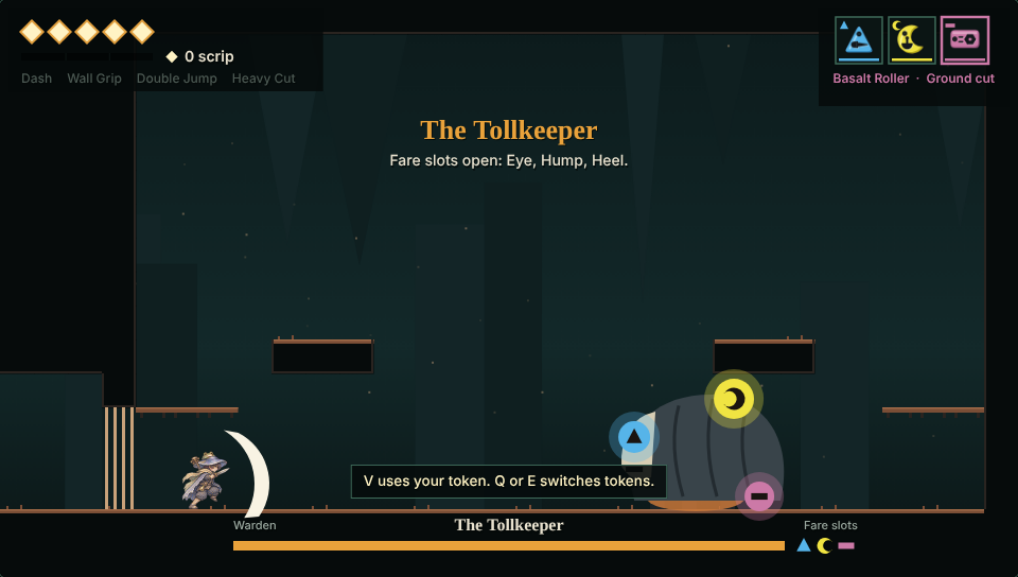 0 scrip
Dash Wall Grip Double Jump Heavy Cut
Basalt Roller · Ground cut
The Tollkeeper
Fare slots open: Eye, Hump, Heel.
V uses your token. Q or E switches tokens.
Warden The Tollkeeper Fare slots